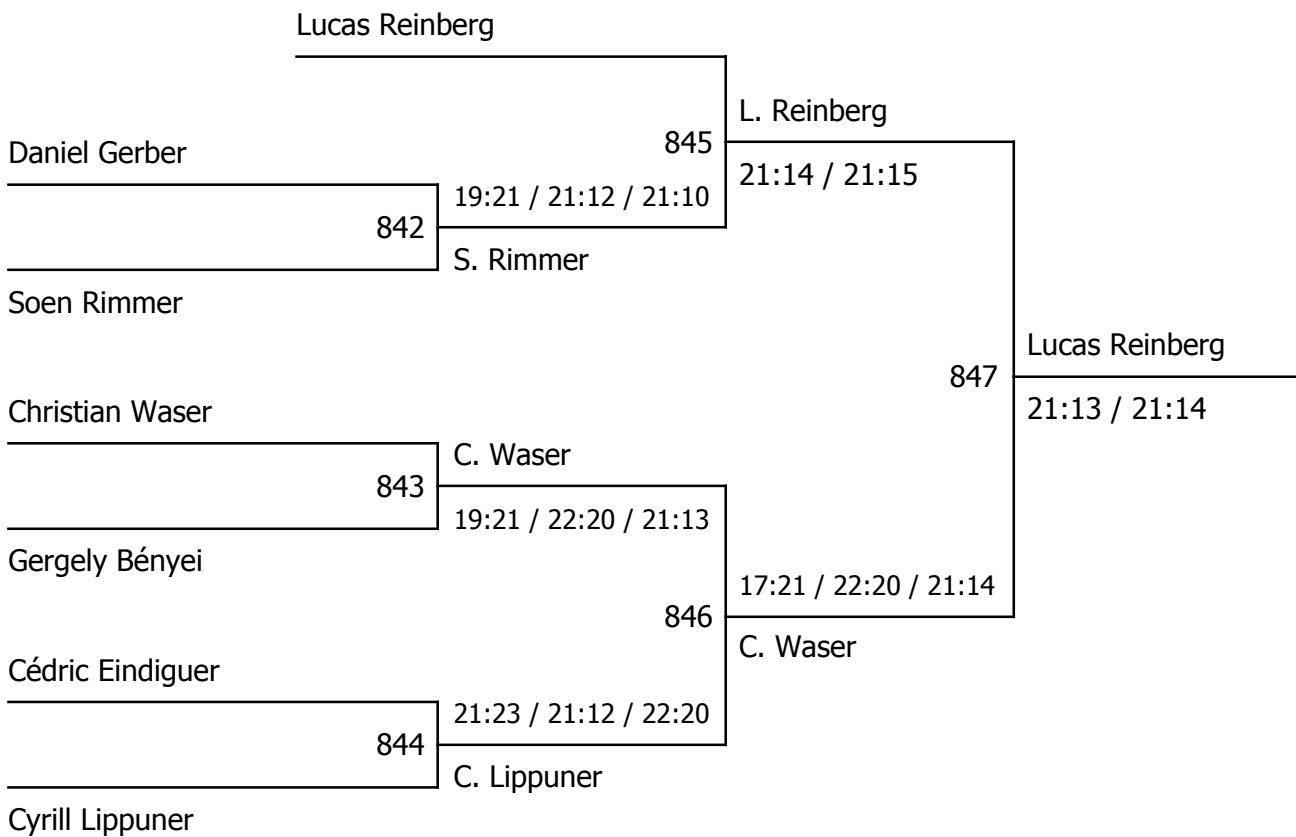 Lucas Reinberg
L. Reinberg
845
Daniel Gerber
21:14 / 21:15
19:21 / 21:12 / 21:10
842
S. Rimmer
Soen Rimmer
Lucas Reinberg
847
Christian Waser
21:13 / 21:14
C. Waser
843
19:21 / 22:20 / 21:13
Gergely Bényei
17:21 / 22:20 / 21:14
846
C. Waser
Cédric Eindiguer
21:23 / 21:12 / 22:20
844
C. Lippuner
Cyrill Lippuner